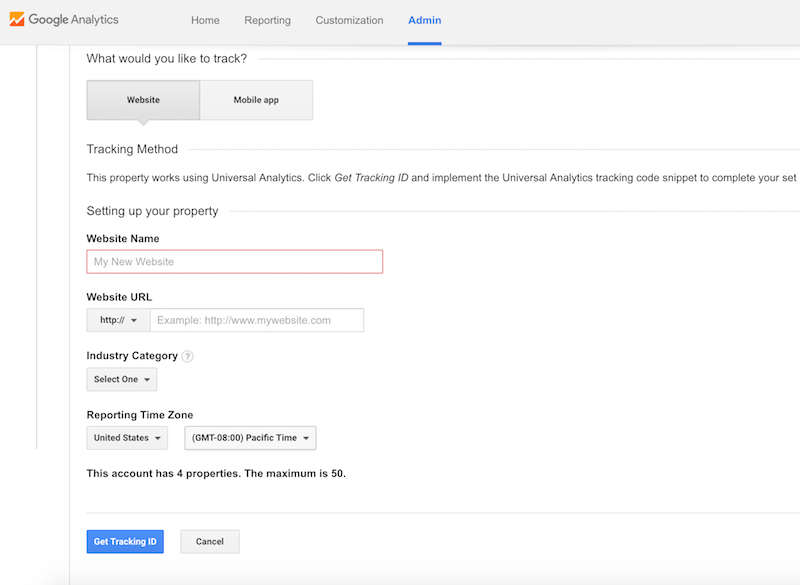 Google Analytics
Home Reporting Customization Admin
What would you like to track?
Website Mobile app
Tracking Method
This property works using Universal Analytics. Click Get Tracking ID and implement the Universal Analytics tracking code snippet to complete your set
Setting up your property
Website Name
My New Website
Website URL
http:// Example: http://www.mywebsite.com
Industry Category ?
Select One
Reporting Time Zone
United States (GMT-08:00) Pacific Time
This account has 4 properties. The maximum is 50.
Get Tracking ID Cancel